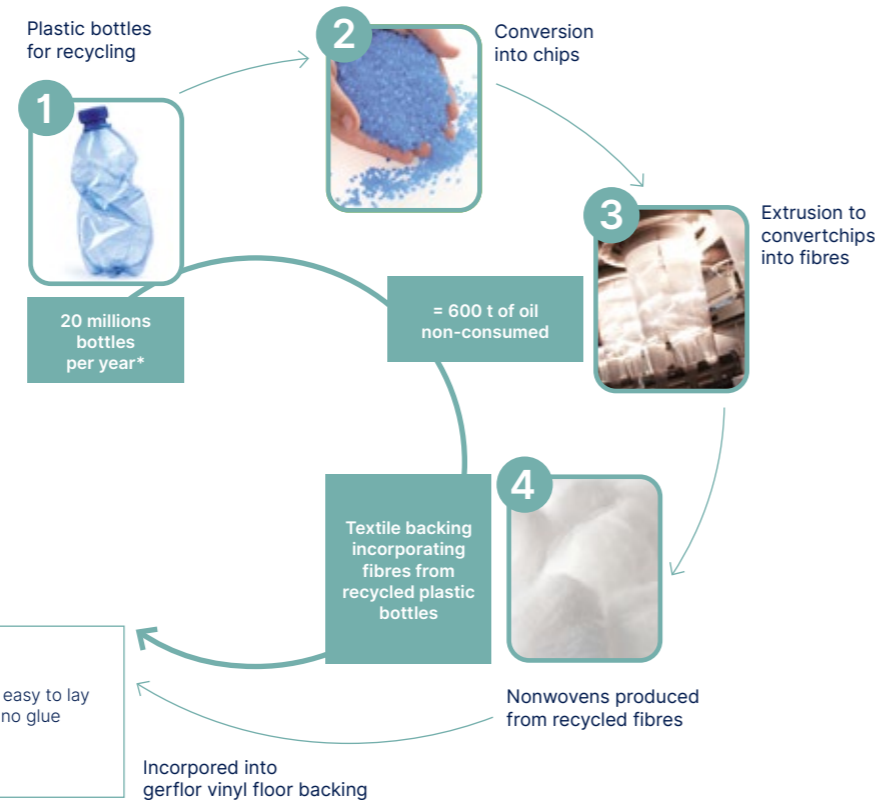 Plastic bottles
for recycling
1
2
Conversion
into chips
3
Extrusion to
convertchips
into fibres
20 millions
bottles
per year*
= 600 t of oil
non-consumed
4
Textile backing
incorporating
fibres from
recycled plastic
bottles
Nonwovens produced
from recycled fibres
easy to lay
no glue
Incorpored into
gerflor vinyl floor backing